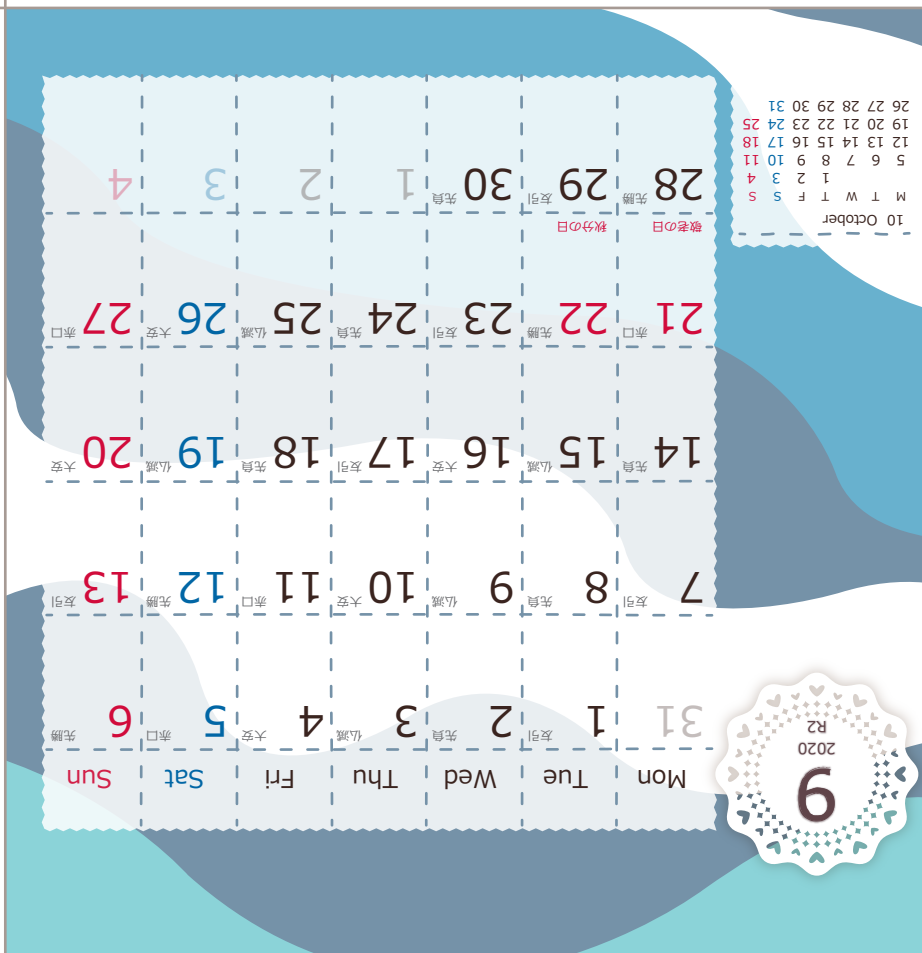 9
2020
R2
Mon Tue Wed Thu Fri Sat Sun
31 1 友引 2 先負 3 仏滅 4 大安 5 赤口 6 先勝
7 友引 8 先負 9 仏滅 10 大安 11 赤口 12 先勝 13 友引
14 先負 15 仏滅 16 大安 17 友引 18 先負 19 仏滅 20 大安
21 赤口 22 先勝 23 友引 24 先負 25 仏滅 26 大安 27 赤口
敬老の日 秋分の日
28 先勝 29 友引 30 先負 1 2 3 4
10 October
M T W T F S S
1 2 3 4
5 6 7 8 9 10 11
12 13 14 15 16 17 18
19 20 21 22 23 24 25
26 27 28 29 30 31